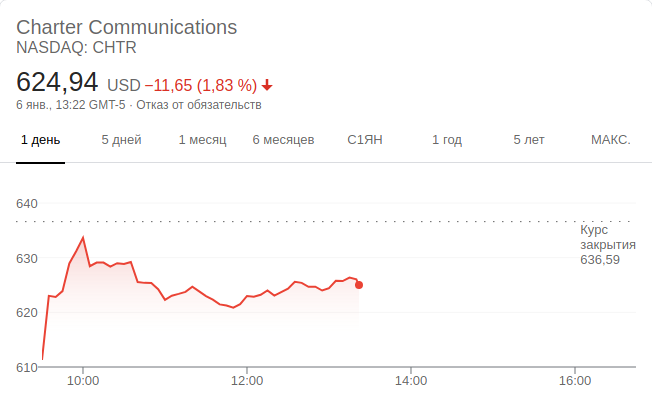 Charter Communications
NASDAQ: CHTR
624,94 USD −11,65 (1,83 %)
6 янв., 13:22 GMT-5 · Отказ от обязательств
1 день 5 дней 1 месяц 6 месяцев С1ЯН 1 год 5 лет МАКС.
640
Курс
закрытия
636,59
630
620
610
10:00 12:00 14:00 16:00